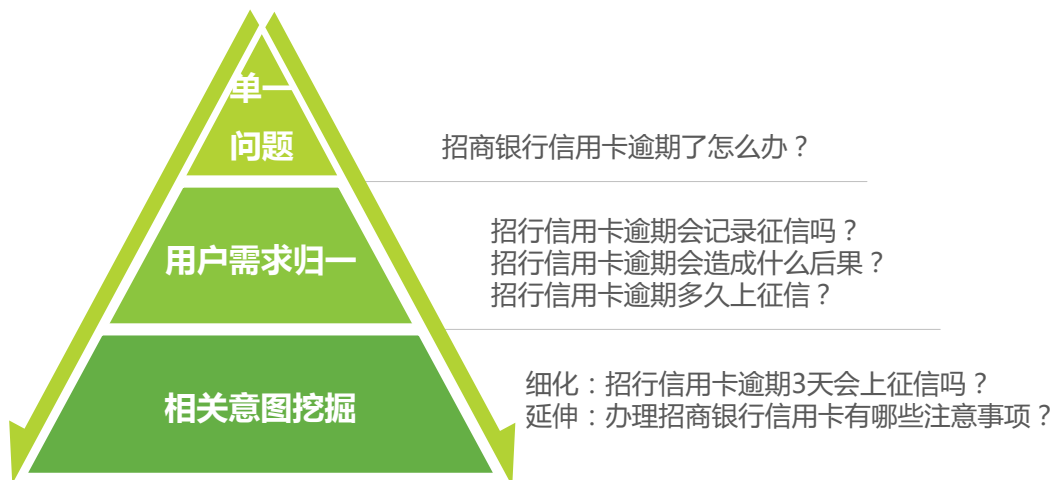 单一
问题
招商银行信用卡逾期了怎么办？
用户需求归一
招行信用卡逾期会记录征信吗？
招行信用卡逾期会造成什么后果？
招行信用卡逾期多久上征信？
相关意图挖掘
细化：招行信用卡逾期3天会上征信吗？
延伸：办理招商银行信用卡有哪些注意事项？